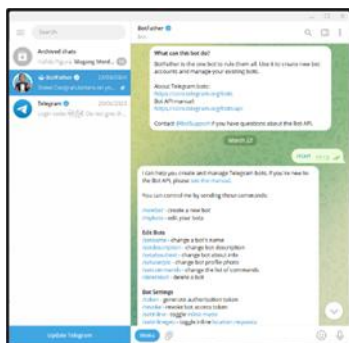 Search
Archived chats
BotFather
Telegram
Update Telegram
BotFather
Bot
What can this bot do?
BotFather is the one bot to rule them all. Use it to create new bot
accounts and manage your existing bots.
About Telegram bots:
https://core.telegram.org/bots
Bot API manual:
https://core.telegram.org/bots/api
Contact @BotSupport if you have questions about the Bot API.
March 23
/start
I can help you create and manage Telegram bots. If you're new to
the Bot API, please see the manual.
You can control me by sending these commands:
/newbot - create a new bot
/mybots - edit your bots
Edit Bots
/setname - change a bot's name
/setdescription - change bot description
/setabouttext - change bot about info
/setuserpic - change bot profile photo
/setcommands - change the list of commands
/deletebot - delete a bot
Bot Settings
/token - generate authorization token
/revoke - revoke bot access token
/setinline - toggle inline mode
/setinlinegeo - toggle inline location requests
Menu